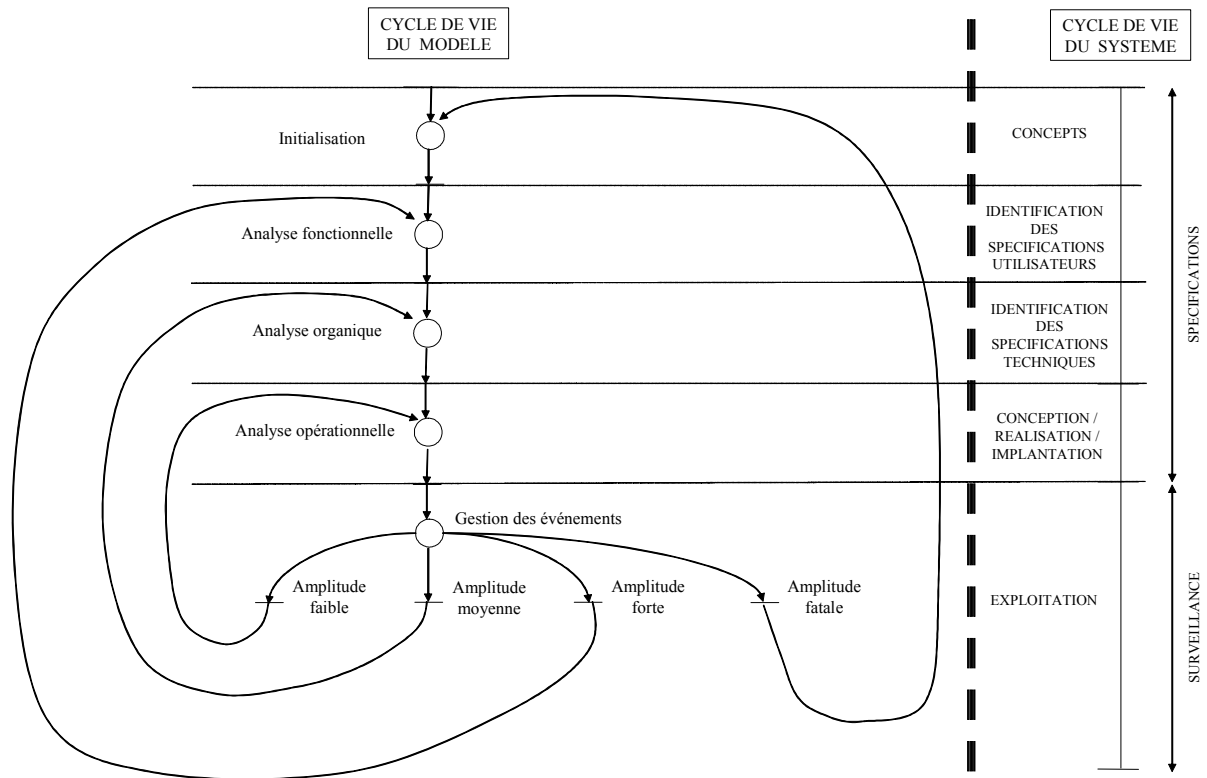 CYCLE DE VIE
DU MODELE
CYCLE DE VIE
DU SYSTEME
Initialisation
CONCEPTS
Analyse fonctionnelle
IDENTIFICATION
DES
SPECIFICATIONS
UTILISATEURS
Analyse organique
IDENTIFICATION
DES
SPECIFICATIONS
TECHNIQUES
Analyse opérationnelle
CONCEPTION /
REALISATION /
IMPLANTATION
SPECIFICATIONS
Gestion des événements
Amplitude
faible
Amplitude
moyenne
Amplitude
forte
Amplitude
fatale
EXPLOITATION
SURVEILLANCE